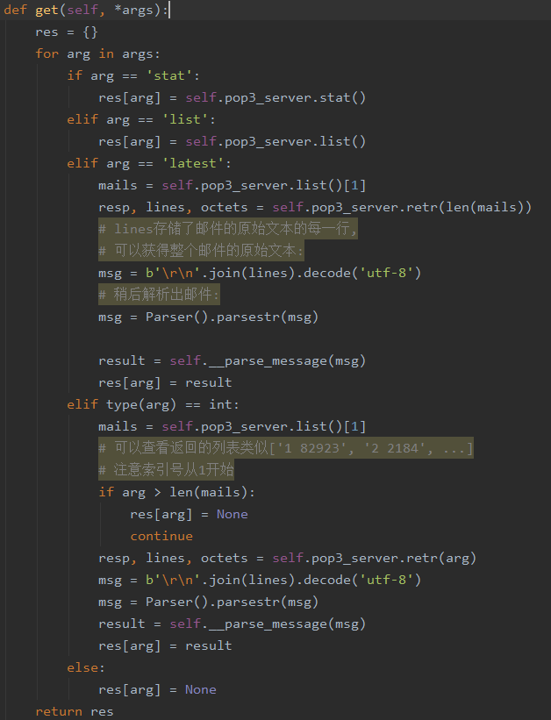 def get(self, *args):
    res = {}
    for arg in args:
        if arg == 'stat':
            res[arg] = self.pop3_server.stat()
        elif arg == 'list':
            res[arg] = self.pop3_server.list()
        elif arg == 'latest':
            mails = self.pop3_server.list()[1]
            resp, lines, octets = self.pop3_server.retr(len(mails))
            # lines存储了邮件的原始文本的每一行,
            # 可以获得整个邮件的原始文本:
            msg = b'\r\n'.join(lines).decode('utf-8')
            # 稍后解析出邮件:
            msg = Parser().parsestr(msg)

            result = self.__parse_message(msg)
            res[arg] = result
        elif type(arg) == int:
            mails = self.pop3_server.list()[1]
            # 可以查看返回的列表类似['1 82923', '2 2184', ...]
            # 注意索引号从1开始
            if arg > len(mails):
                res[arg] = None
                continue
            resp, lines, octets = self.pop3_server.retr(arg)
            msg = b'\r\n'.join(lines).decode('utf-8')
            msg = Parser().parsestr(msg)
            result = self.__parse_message(msg)
            res[arg] = result
        else:
            res[arg] = None
    return res